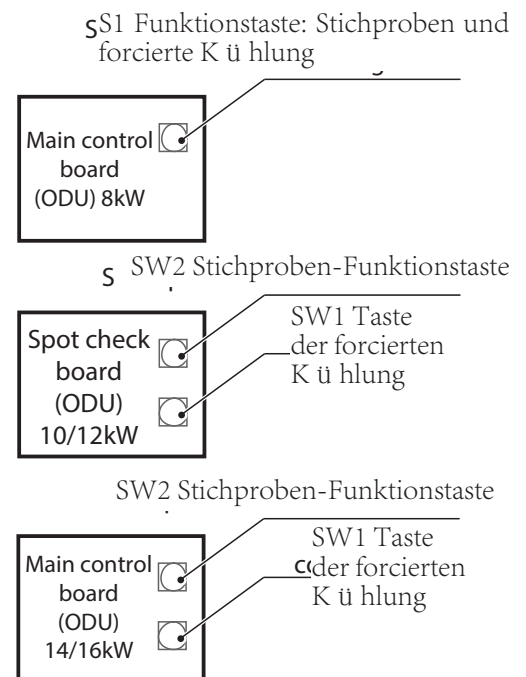 S1 Funktionstaste: Stichproben und
forcierte K ü hlung
Main control
board
(ODU) 8kW
SW2 Stichproben-Funktionstaste
SW1 Taste
der forcierten
K ü hlung
Spot check
board
(ODU)
10/12kW
SW2 Stichproben-Funktionstaste
SW1 Taste
der forcierten
K ü hlung
Main control
board
(ODU)
14/16kW